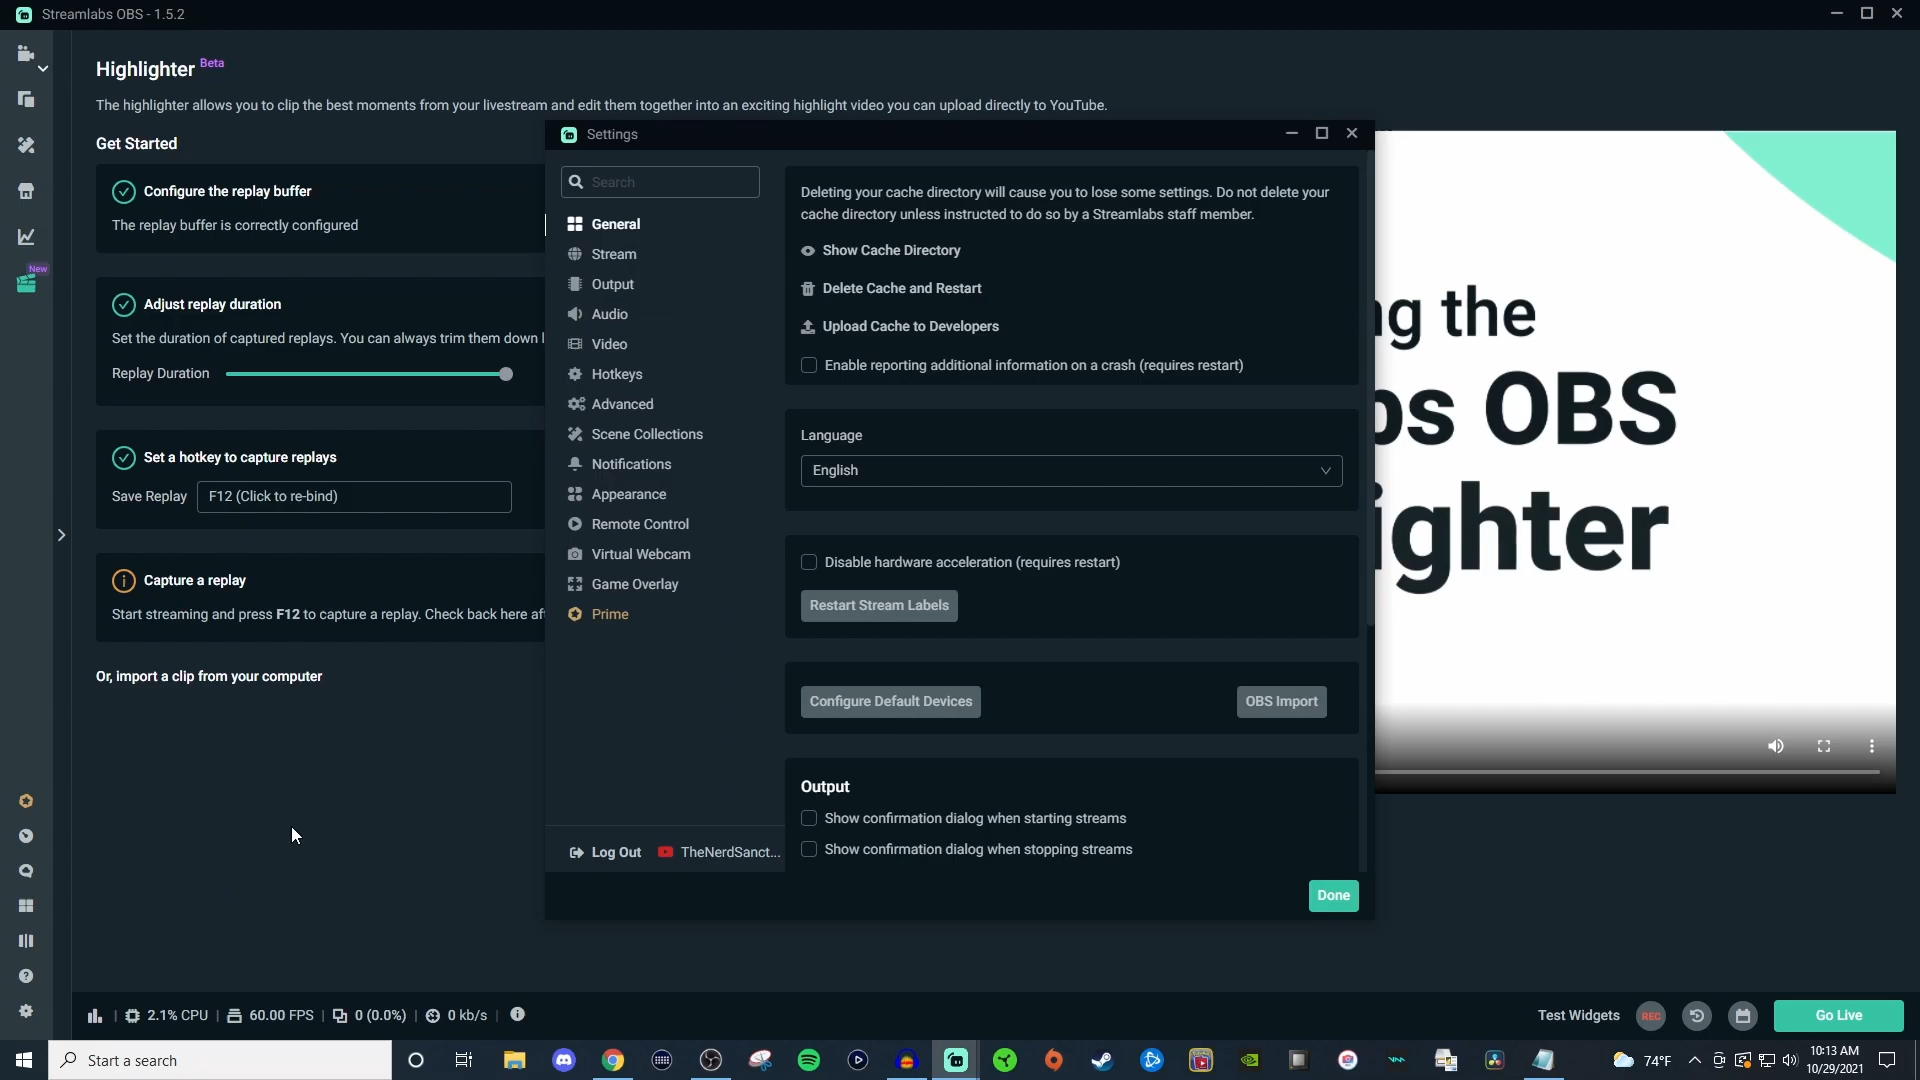 Streamlabs OBS - 1.5.2
Highlighter Beta
The highlighter allows you to clip the best moments from your livestream and edit them together into an exciting highlight video you can upload directly to YouTube.
Get Started
Configure the replay buffer
The replay buffer is correctly configured
New
Adjust replay duration
Set the duration of captured replays. You can always trim them down
Replay Duration
Set a hotkey to capture replays
Save Replay
F12 (Click to re-bind)
Capture a replay
Start streaming and press F12 to capture a replay. Check back here
Or, import a clip from your computer
Settings
Search
General
Stream
Output
Audio
Video
Hotkeys
Advanced
Scene Collections
Notifications
Appearance
Remote Control
Virtual Webcam
Game Overlay
Prime
Log Out
TheNerdSanct...
Deleting your cache directory will cause you to lose some settings. Do not delete your
cache directory unless instructed to do so by a Streamlabs staff member.
Show Cache Directory
Delete Cache and Restart
Upload Cache to Developers
Enable reporting additional information on a crash (requires restart)
Language
English
Disable hardware acceleration (requires restart)
Restart Stream Labels
Configure Default Devices
OBS Import
Output
Show confirmation dialog when starting streams
Show confirmation dialog when stopping streams
Done
g the
bs OBS
ighter
2.1% CPU
60.00 FPS
0 (0.0%)
0 kb/s
Test Widgets
REC
Go Live
Start a search
74°F
10:13 AM
10/29/2021